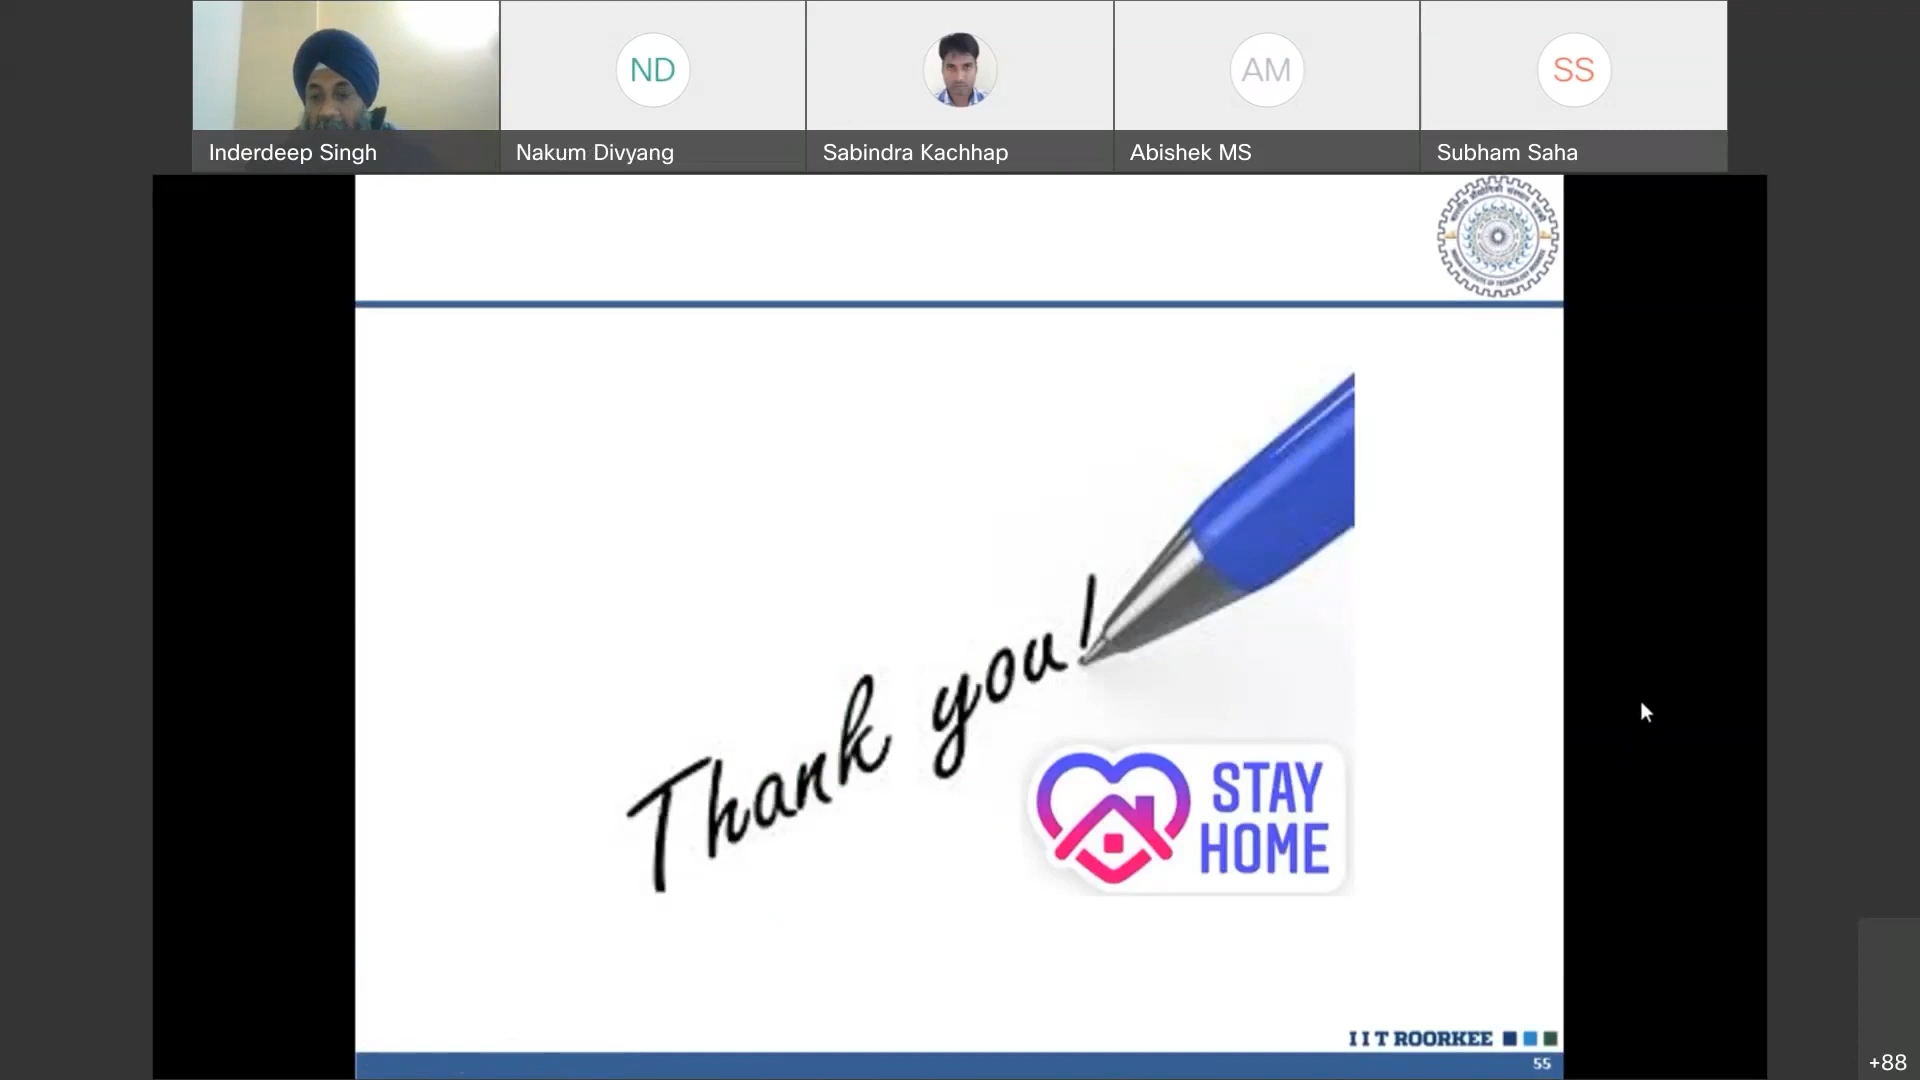 ND
AM
SS
Inderdeep Singh
Nakum Divyang
Sabindra Kachhap
Abishek MS
Subham Saha
Thank you!
STAY
HOME
I I T ROORKEE
55
+88